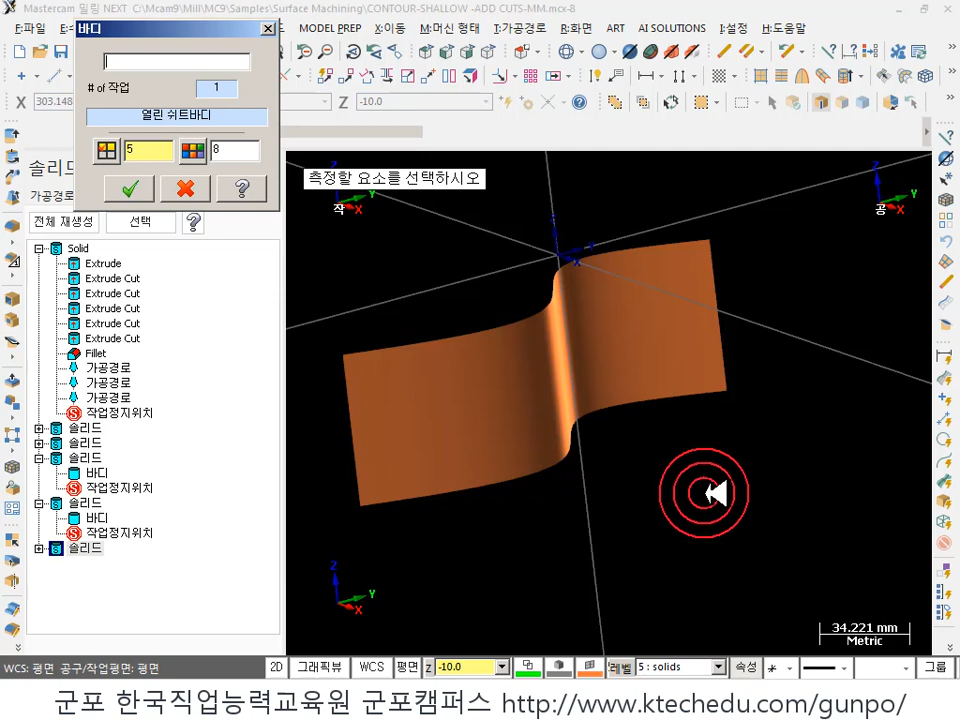 Mastercam 밀링 NEXT C:\Mcam9\Mill\MC9\Samples\Surface Machining\CONTOUR-SHALLOW -ADD CUTS-MM.mcx-8
F:파일
MODEL PREP
X:이동
M:머신 형태
T:가공경로
R:화면
ART
AI SOLUTIONS
I:설정
H:도움말
바디
# of 작업
1
열린 쉬트바디
5
8
X
303.148
Z
-10.0
솔리드
가공경로
전체 재생성
선택
측정할 요소를 선택하시오
Z
Y
X
작
Z
Y
X
공
Solid
Extrude
Extrude Cut
Extrude Cut
Extrude Cut
Extrude Cut
Fillet
가공경로
가공경로
가공경로
작업정지위치
솔리드
솔리드
솔리드
바디
작업정지위치
솔리드
바디
작업정지위치
솔리드
Z
Y
X
34.221 mm
Metric
WCS: 평면 공구/작업평면: 평면
2D
그래픽뷰
WCS
평면
Z
-10.0
레벨
5 : solids
속성
그룹
군포 한국직업능력교육원 군포캠퍼스 http://www.ktechedu.com/gunpo/